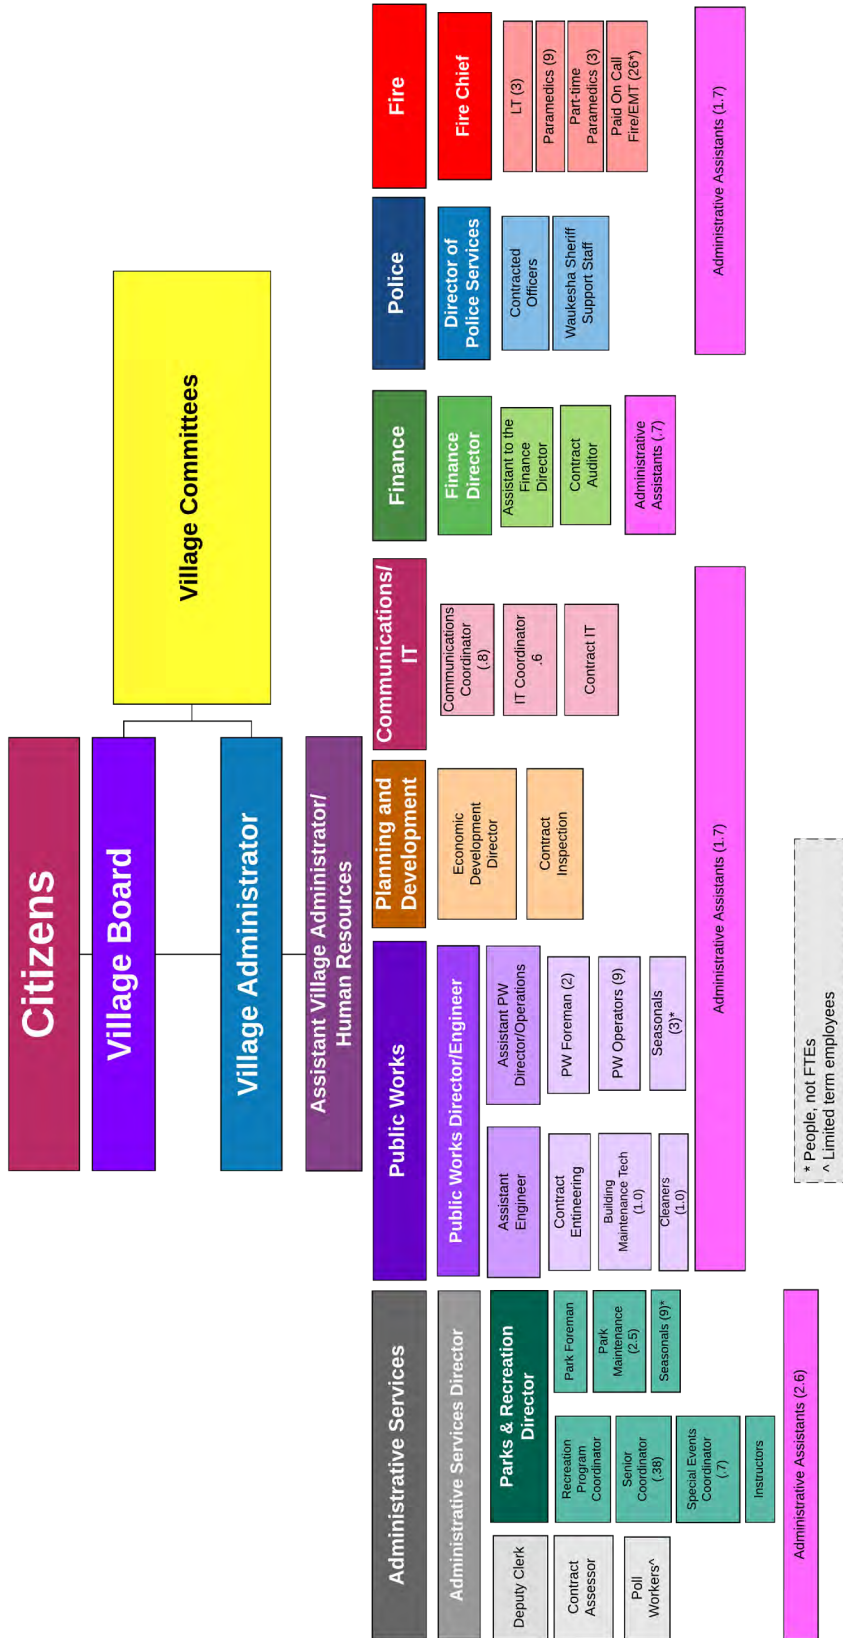 Citizens
Village Board
Village Committees
Village Administrator
Assistant Village Administrator/
Human Resources
Administrative Services
Public Works
Planning and
Development
Communications/
IT
Finance
Police
Fire
Administrative Services Director
Deputy Clerk
Contract
Assessor
Poll
Workers^
Parks & Recreation
Director
Recreation
Program
Coordinator
Senior
Coordinator
(.38)
Special Events
Coordinator
(.7)
Instructors
Park Foreman
Park
Maintenance
(2.5)
Seasonals (9)*
Administrative Assistants (2.6)
Public Works Director/Engineer
Assistant
Engineer
Contract
Entineering
Building
Maintenance Tech
(1.0)
Cleaners
(1.0)
Assistant PW
Director/Operations
PW Foreman (2)
PW Operators (9)
Seasonals
(3)*
Economic
Development
Director
Contract
Inspection
Communications
Coordinator
(.8)
IT Coordinator
.6
Contract IT
Administrative Assistants (1.7)
Finance
Director
Assistant to the
Finance
Director
Contract
Auditor
Administrative
Assistants (.7)
Director of
Police Services
Contracted
Officers
Waukesha Sheriff
Support Staff
Fire Chief
LT (3)
Paramedics (9)
Part-time
Paramedics (3)
Paid On Call
Fire/EMT (26*)
Administrative Assistants (1.7)
* People, not FTEs
^ Limited term employees